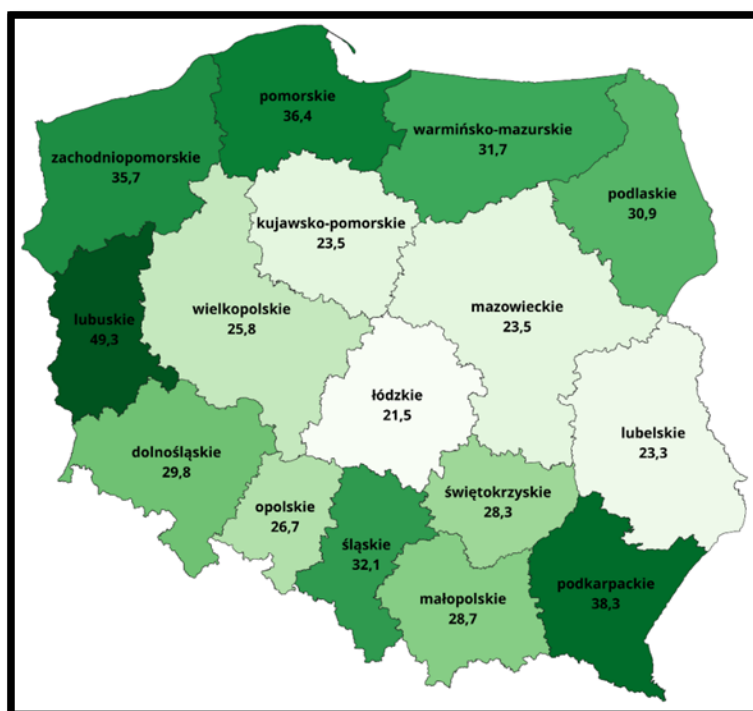 pomorskie
36,4
warmińsko-mazurskie
31,7
zachodniopomorskie
35,7
podlaskie
30,9
kujawsko-pomorskie
23,5
wielkopolskie
25,8
mazowieckie
23,5
lubuskie
49,3
łódzkie
21,5
lubelskie
23,3
dolnośląskie
29,8
opolskie
26,7
świętokrzyskie
28,3
śląskie
32,1
małopolskie
28,7
podkarpackie
38,3